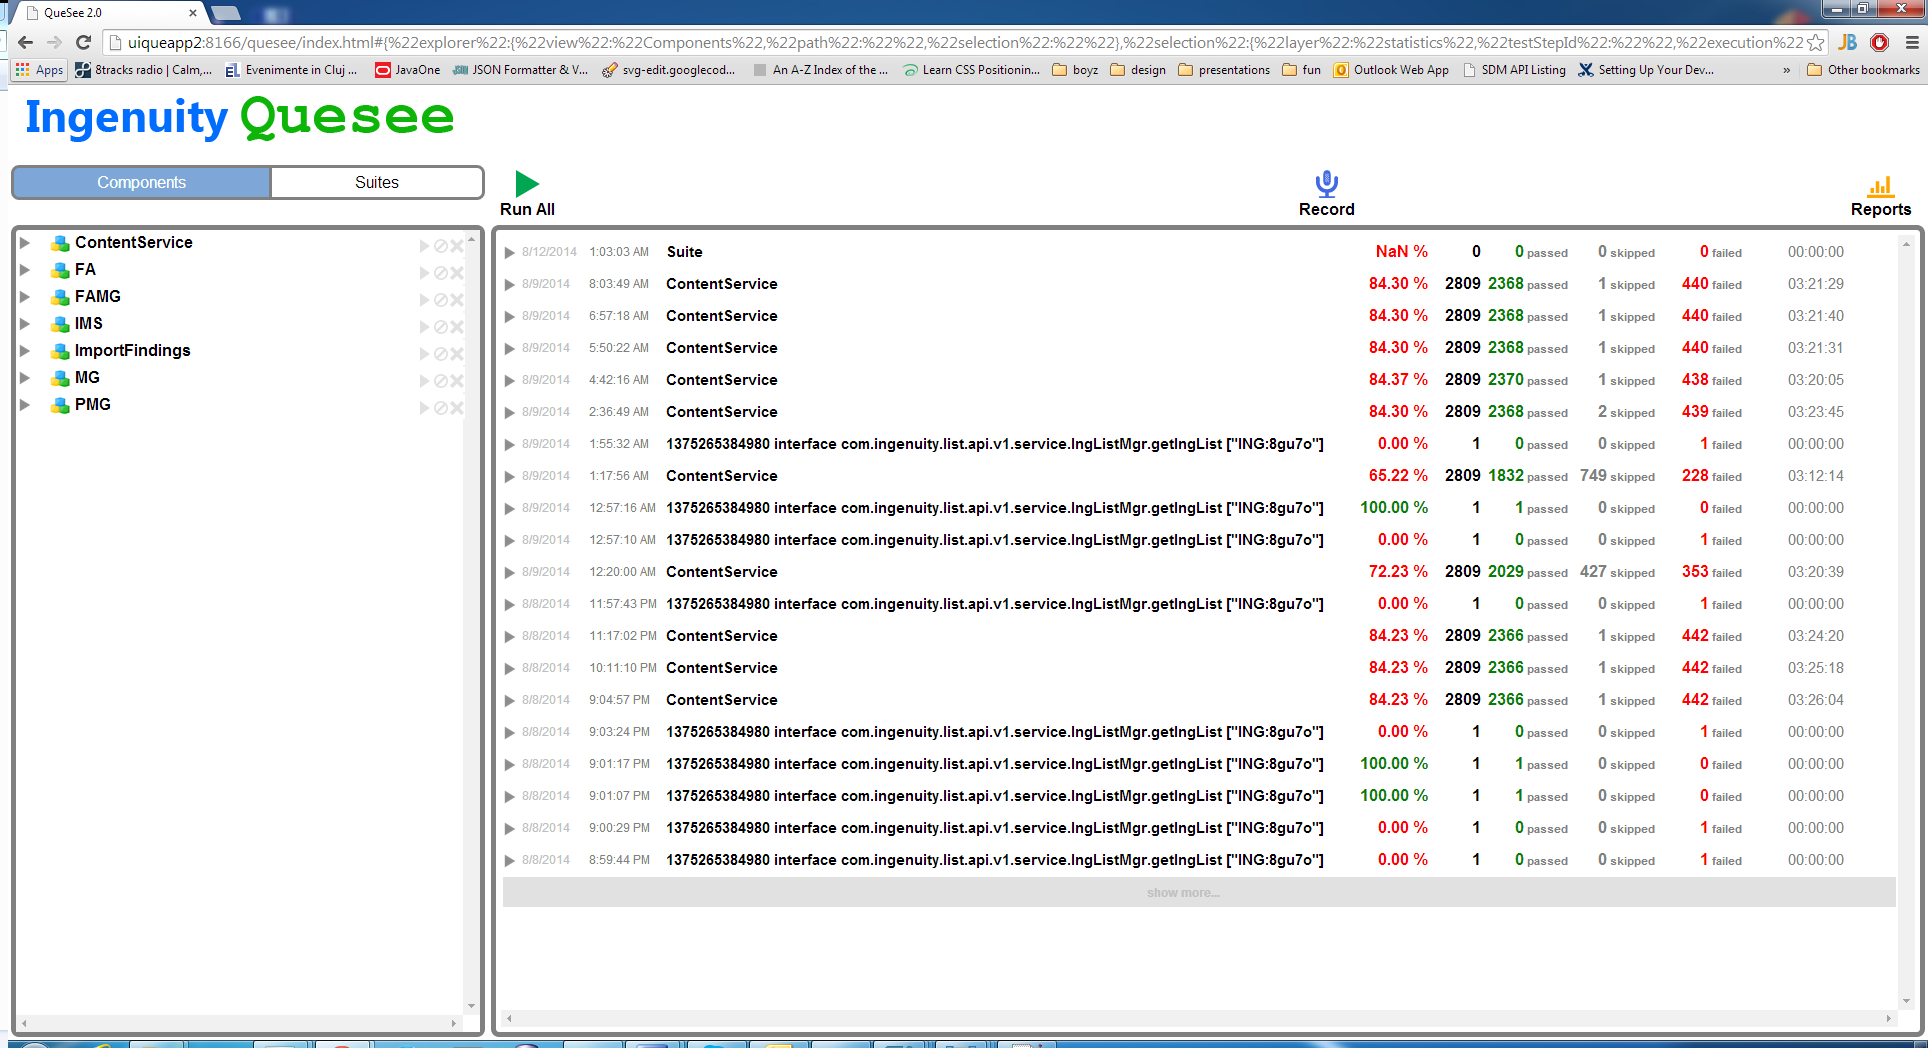 QueSee 2.0
uiqueapp2:8166/quesee/index.html#{%22explorer%22:{%22view%22:%22Components%22,%22path%22:%22%22,%22selection%22:%22%22},%22selection%22:{%22layer%22:%22statistics%22,%22testStepId%22:%22%22,%22execution%22
Apps 8tracks radio | Calm,... Evenimente in Cluj ... JavaOne JSON Formatter & V... svg-edit.googlecod... An A-Z Index of the ... Learn CSS Positionin... boyz design presentations fun Outlook Web App SDM API Listing Setting Up Your Dev... » Other bookmarks
Ingenuity Quesee
Components Suites
Run All Record Reports
ContentService
FA
FAMG
IMS
ImportFindings
MG
PMG
8/12/2014 1:03:03 AM Suite NaN % 0 0 passed 0 skipped 0 failed 00:00:00
8/9/2014 8:03:49 AM ContentService 84.30 % 2809 2368 passed 1 skipped 440 failed 03:21:29
8/9/2014 6:57:18 AM ContentService 84.30 % 2809 2368 passed 1 skipped 440 failed 03:21:40
8/9/2014 5:50:22 AM ContentService 84.30 % 2809 2368 passed 1 skipped 440 failed 03:21:31
8/9/2014 4:42:16 AM ContentService 84.37 % 2809 2370 passed 1 skipped 438 failed 03:20:05
8/9/2014 2:36:49 AM ContentService 84.30 % 2809 2368 passed 2 skipped 439 failed 03:23:45
8/9/2014 1:55:32 AM 1375265384980 interface com.ingenuity.list.api.v1.service.IngListMgr.getIngList ["ING:8gu7o"] 0.00 % 1 0 passed 0 skipped 1 failed 00:00:00
8/9/2014 1:17:56 AM ContentService 65.22 % 2809 1832 passed 749 skipped 228 failed 03:12:14
8/9/2014 12:57:16 AM 1375265384980 interface com.ingenuity.list.api.v1.service.IngListMgr.getIngList ["ING:8gu7o"] 100.00 % 1 1 passed 0 skipped 0 failed 00:00:00
8/9/2014 12:57:10 AM 1375265384980 interface com.ingenuity.list.api.v1.service.IngListMgr.getIngList ["ING:8gu7o"] 0.00 % 1 0 passed 0 skipped 1 failed 00:00:00
8/9/2014 12:20:00 AM ContentService 72.23 % 2809 2029 passed 427 skipped 353 failed 03:20:39
8/8/2014 11:57:43 PM 1375265384980 interface com.ingenuity.list.api.v1.service.IngListMgr.getIngList ["ING:8gu7o"] 0.00 % 1 0 passed 0 skipped 1 failed 00:00:00
8/8/2014 11:17:02 PM ContentService 84.23 % 2809 2366 passed 1 skipped 442 failed 03:24:20
8/8/2014 10:11:10 PM ContentService 84.23 % 2809 2366 passed 1 skipped 442 failed 03:25:18
8/8/2014 9:04:57 PM ContentService 84.23 % 2809 2366 passed 1 skipped 442 failed 03:26:04
8/8/2014 9:03:24 PM 1375265384980 interface com.ingenuity.list.api.v1.service.IngListMgr.getIngList ["ING:8gu7o"] 0.00 % 1 0 passed 0 skipped 1 failed 00:00:00
8/8/2014 9:01:17 PM 1375265384980 interface com.ingenuity.list.api.v1.service.IngListMgr.getIngList ["ING:8gu7o"] 100.00 % 1 1 passed 0 skipped 0 failed 00:00:00
8/8/2014 9:01:07 PM 1375265384980 interface com.ingenuity.list.api.v1.service.IngListMgr.getIngList ["ING:8gu7o"] 100.00 % 1 1 passed 0 skipped 0 failed 00:00:00
8/8/2014 9:00:29 PM 1375265384980 interface com.ingenuity.list.api.v1.service.IngListMgr.getIngList ["ING:8gu7o"] 0.00 % 1 0 passed 0 skipped 1 failed 00:00:00
8/8/2014 8:59:44 PM 1375265384980 interface com.ingenuity.list.api.v1.service.IngListMgr.getIngList ["ING:8gu7o"] 0.00 % 1 0 passed 0 skipped 1 failed 00:00:00
show more...